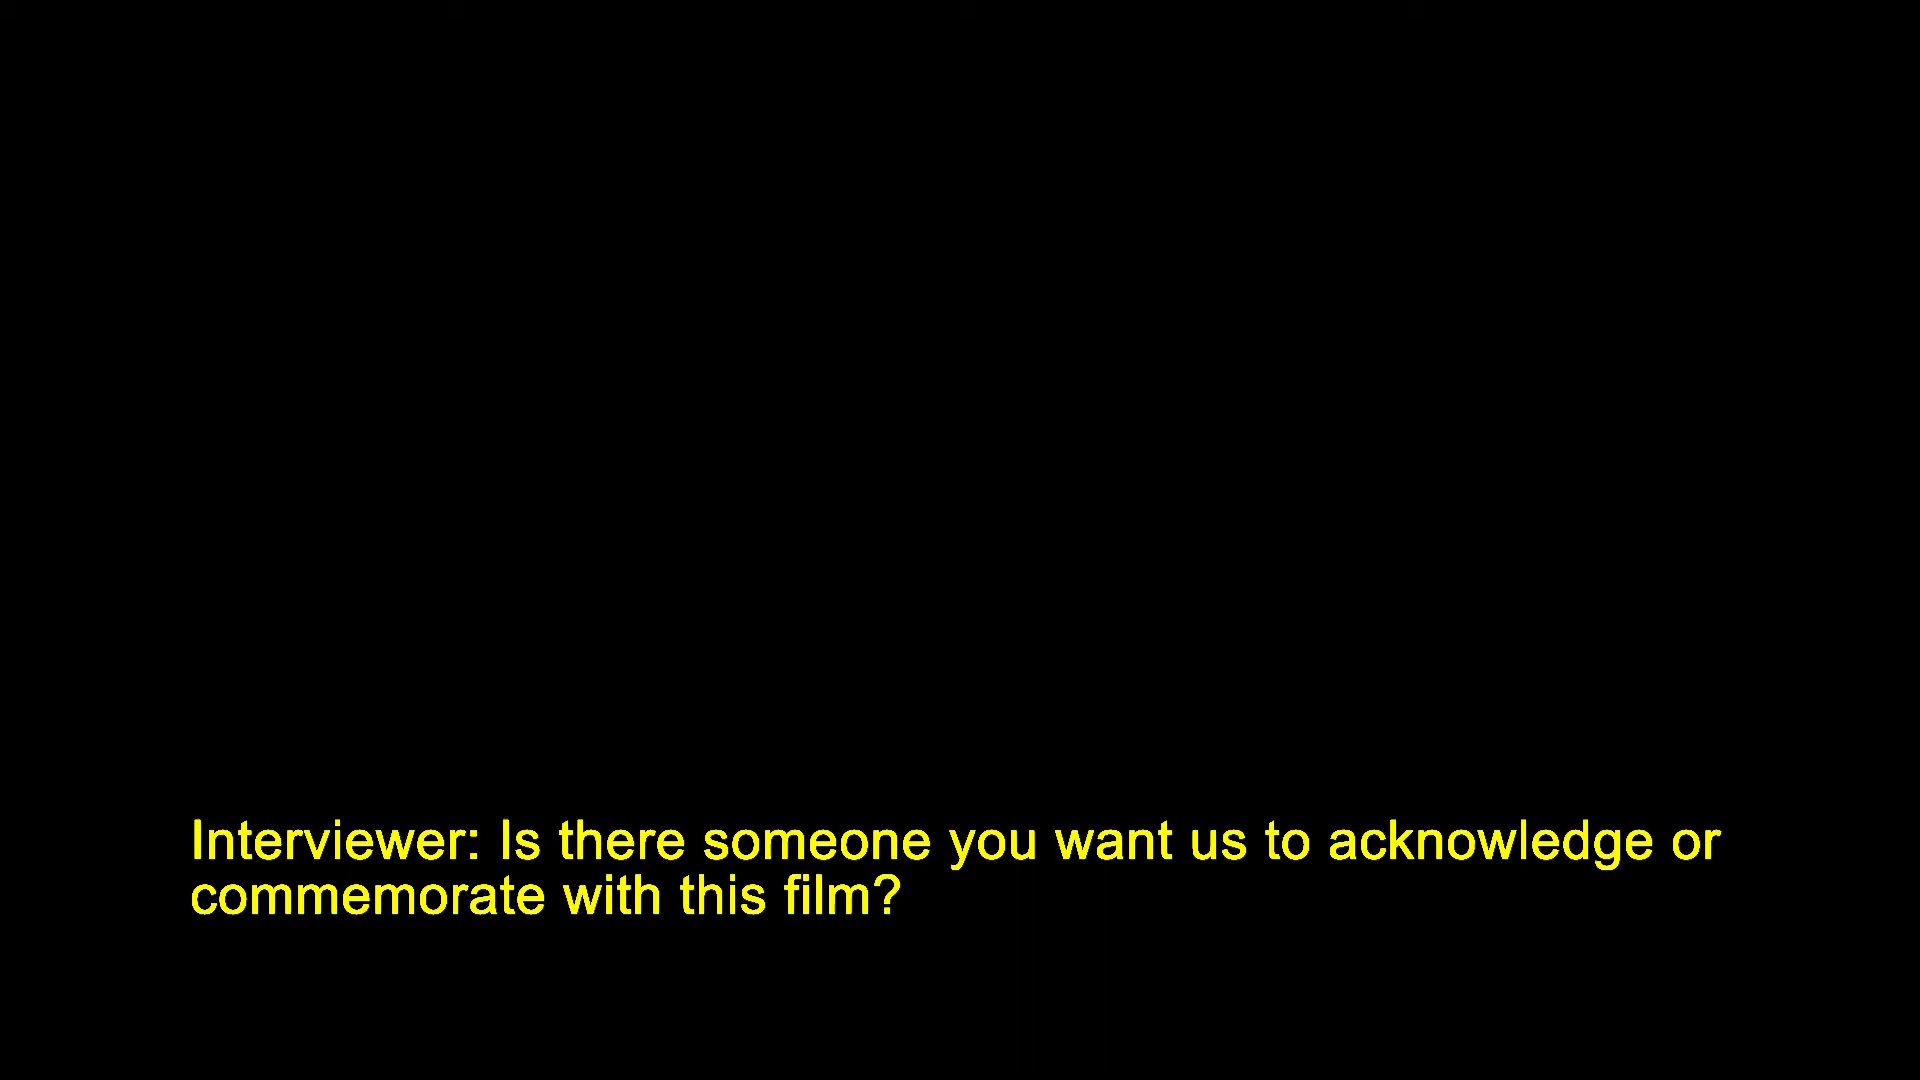 Interviewer: Is there someone you want us to acknowledge or
commemorate with this film?